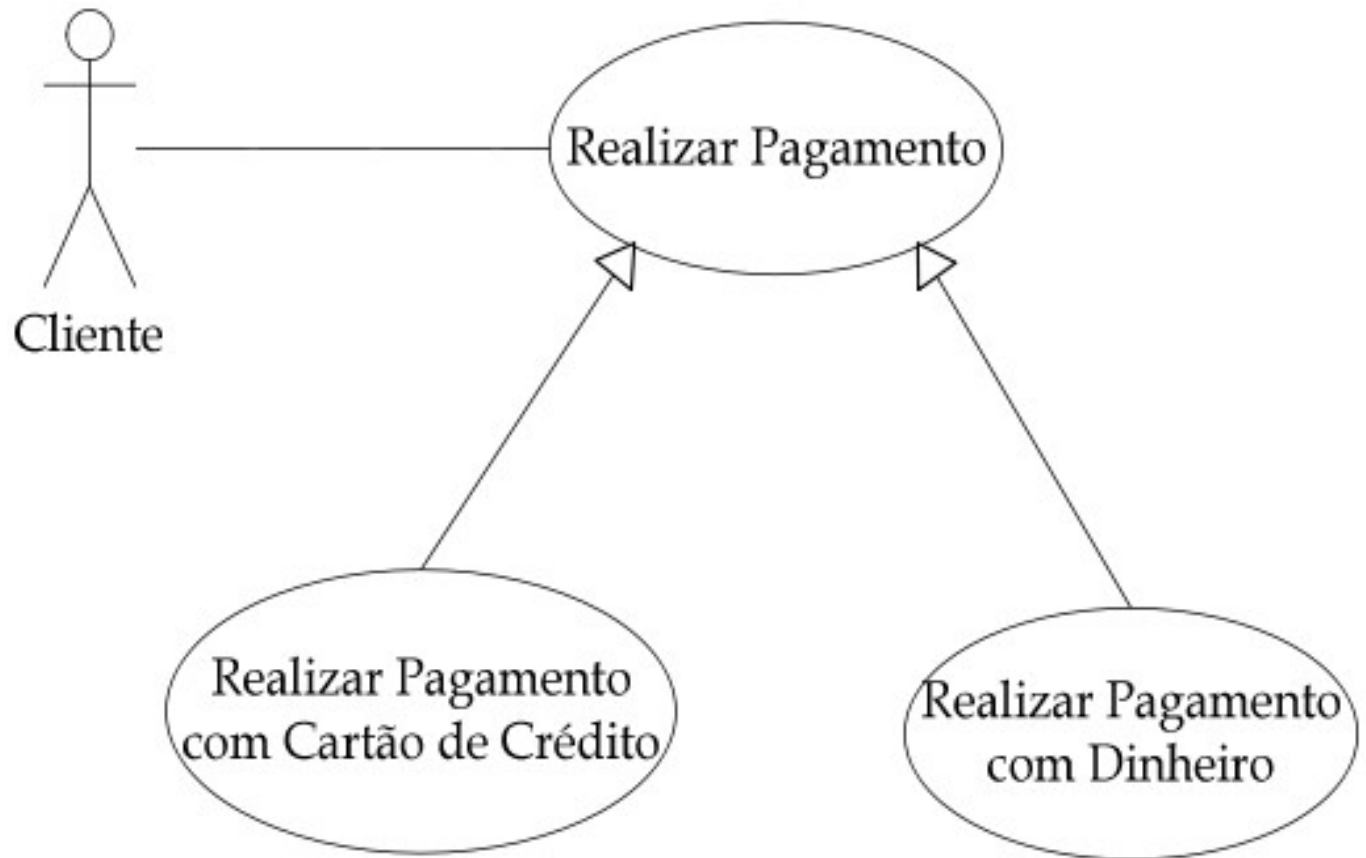 Realizar Pagamento
Cliente
Realizar Pagamento
com Cartão de Crédito
Realizar Pagamento
com Dinheiro